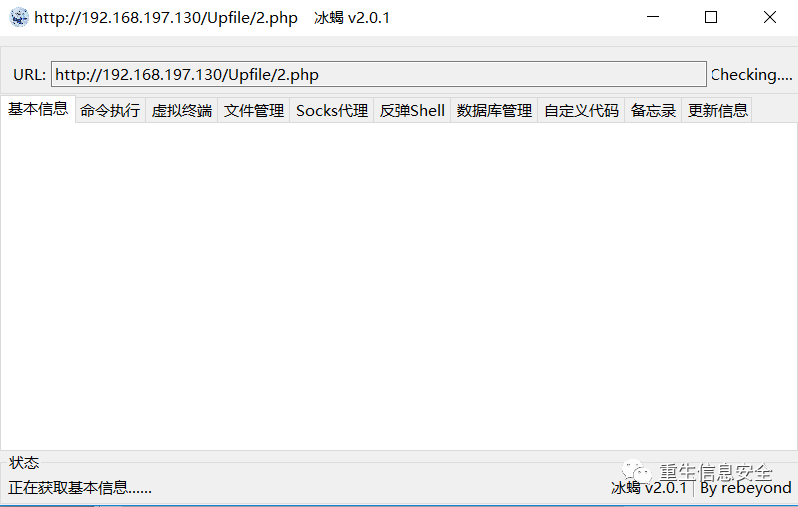 http://192.168.197.130/Upfile/2.php 冰蝎 v2.0.1
URL: http://192.168.197.130/Upfile/2.php Checking....
基本信息 命令执行 虚拟终端 文件管理 Socks代理 反弹Shell 数据库管理 自定义代码 备忘录 更新信息
状态
重生信息安全
正在获取基本信息...... 冰蝎 v2.0.1 By rebeyond